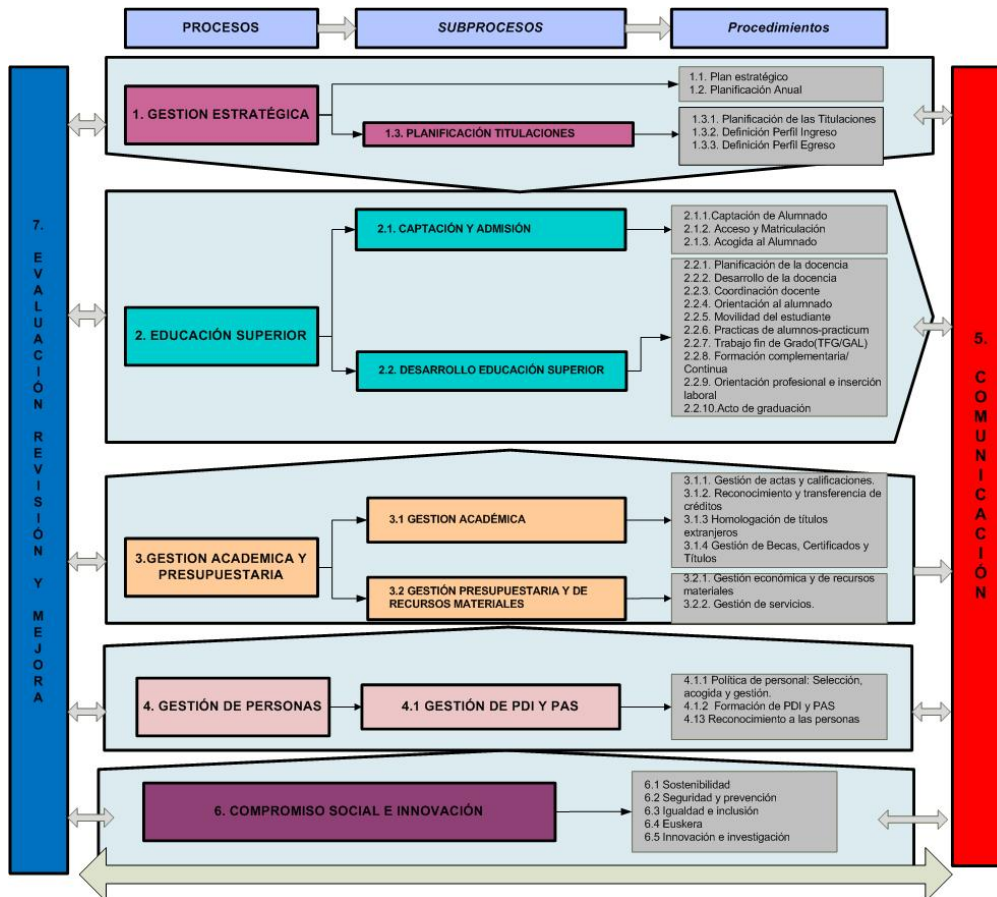 PROCESOS
SUBPROCESOS
Procedimientos
7. EVALUACIÓN REVISIÓN Y MEJORA
1. GESTION ESTRATÉGICA
1.1. Plan estratégico
1.2. Planificación Anual
1.3. PLANIFICACIÓN TITULACIONES
1.3.1. Planificación de las Titulaciones
1.3.2. Definición Perfil Ingreso
1.3.3. Definición Perfil Egreso
2. EDUCACIÓN SUPERIOR
2.1. CAPTACIÓN Y ADMISIÓN
2.1.1.Captación de Alumnado
2.1.2. Acceso y Matriculación
2.1.3. Acogida al Alumnado
2.2. DESARROLLO EDUCACIÓN SUPERIOR
2.2.1. Planificación de la docencia
2.2.2. Desarrollo de la docencia
2.2.3. Coordinación docente
2.2.4. Orientación al alumnado
2.2.5. Movilidad del estudiante
2.2.6. Practicas de alumnos-practicum
2.2.7. Trabajo fin de Grado(TFG/GAL)
2.2.8. Formación complementaria/
Continua
2.2.9. Orientación profesional e inserción
laboral
2.2.10.Acto de graduación
3.GESTION ACADEMICA Y
PRESUPUESTARIA
3.1 GESTION ACADÉMICA
3.1.1. Gestión de actas y calificaciones.
3.1.2. Reconocimiento y transferencia de
créditos
3.1.3 Homologación de títulos
extranjeros
3.1.4 Gestión de Becas, Certificados y
Títulos
3.2 GESTIÓN PRESUPUESTARIA Y DE
RECURSOS MATERIALES
3.2.1. Gestión económica y de recursos
materiales
3.2.2. Gestión de servicios.
4. GESTIÓN DE PERSONAS
4.1 GESTIÓN DE PDI Y PAS
4.1.1 Política de personal: Selección,
acogida y gestión.
4.1.2 Formación de PDI y PAS
4.13 Reconocimiento a las personas
6. COMPROMISO SOCIAL E INNOVACIÓN
6.1 Sostenibilidad
6.2 Seguridad y prevención
6.3 Igualdad e inclusión
6.4 Euskera
6.5 Innovación e investigación
5. COMUNICACIÓN